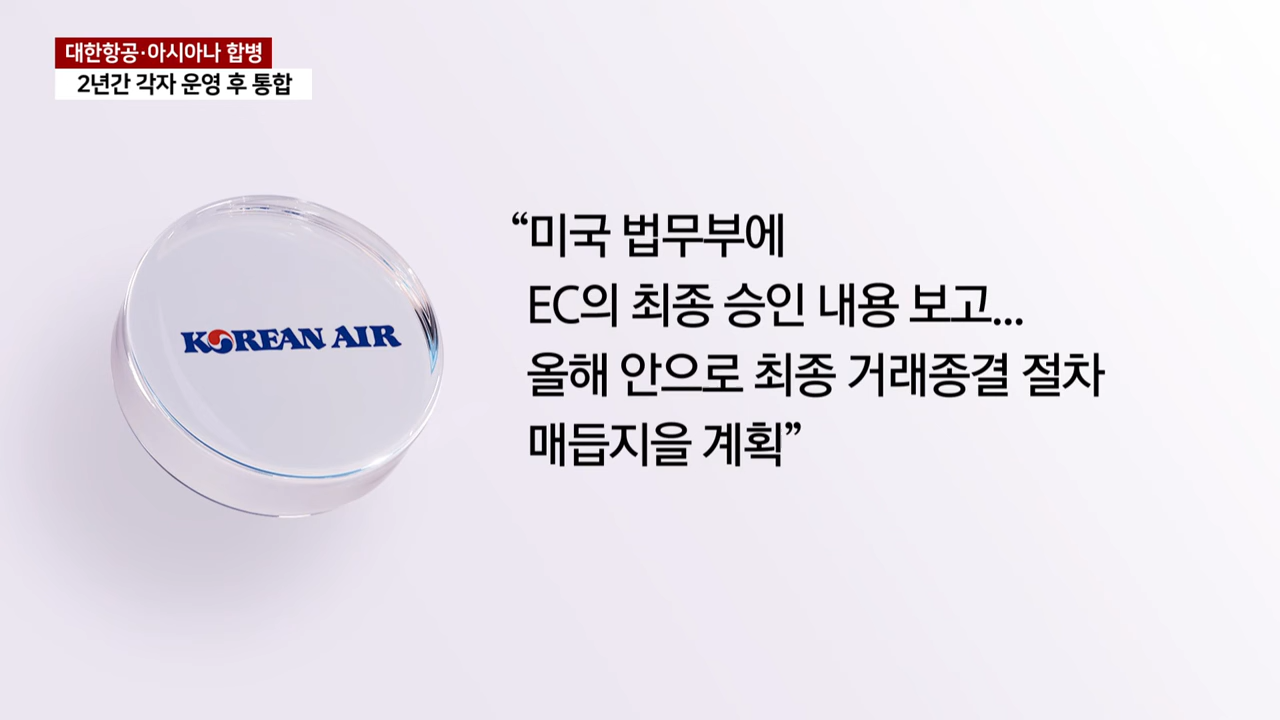 대한항공·아시아나 합병
2년간 각자 운영 후 통합
KOREAN AIR
“미국 법무부에
EC의 최종 승인 내용 보고...
올해 안으로 최종 거래종결 절차
매듭지을 계획”